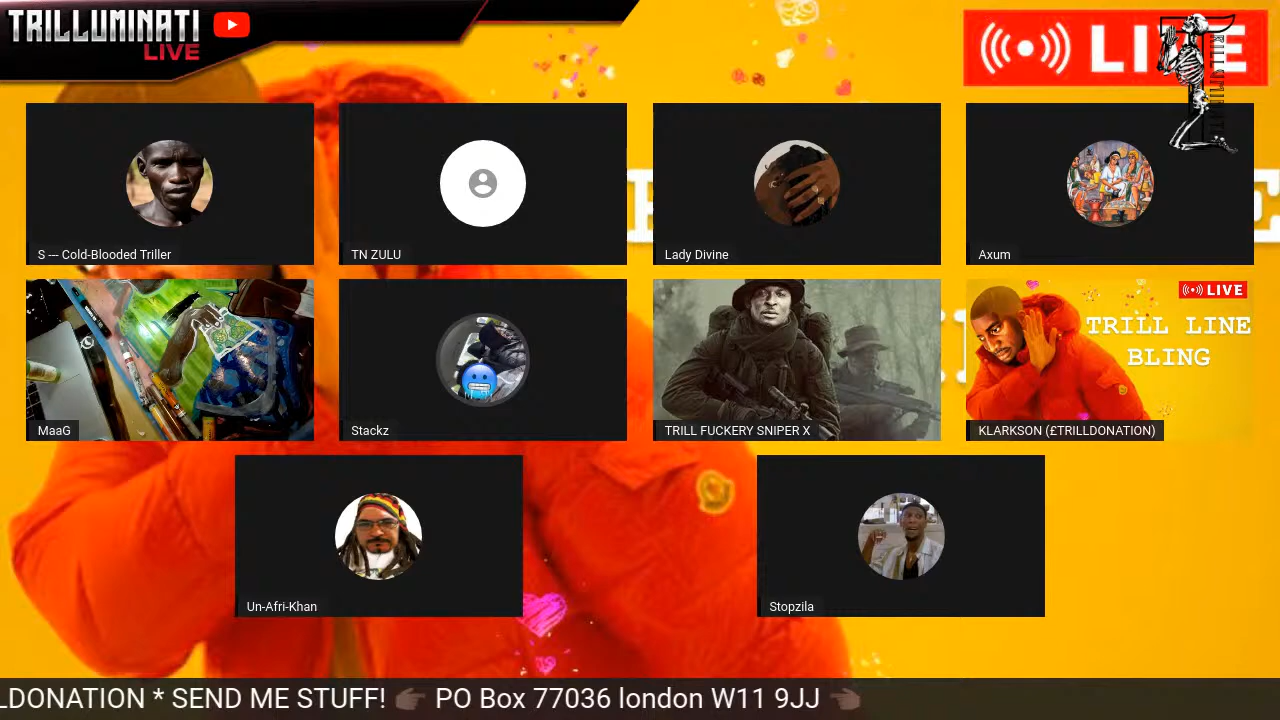 TRILLUMINATI
LIVE
LIVE
TRILLUMINATI
S --- Cold-Blooded Triller
TN ZULU
Lady Divine
Axum
MaaG
Stackz
TRILL FUCKERY SNIPER X
LIVE
TRILL LINE
BLING
KLARKSON (£TRILLDONATION)
Un-Afri-Khan
Stopzila
LDONATION * SEND ME STUFF! 👉🏿 PO Box 77036 london W11 9JJ 👈🏿